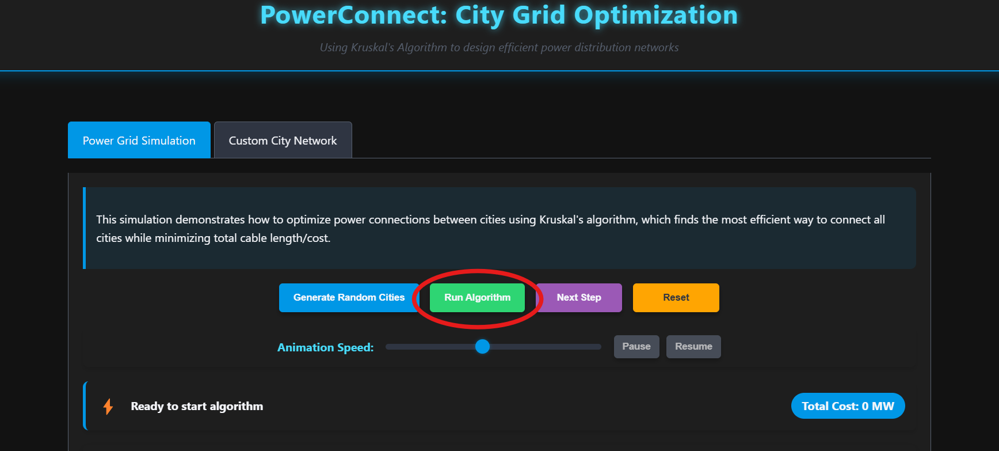 PowerConnect: City Grid Optimization
Using Kruskal's Algorithm to design efficient power distribution networks
Power Grid Simulation
Custom City Network
This simulation demonstrates how to optimize power connections between cities using Kruskal's algorithm, which finds the most efficient way to connect all
cities while minimizing total cable length/cost.
Generate Random Cities
Run Algorithm
Next Step
Reset
Animation Speed:
Pause
Resume
Ready to start algorithm
Total Cost: 0 MW